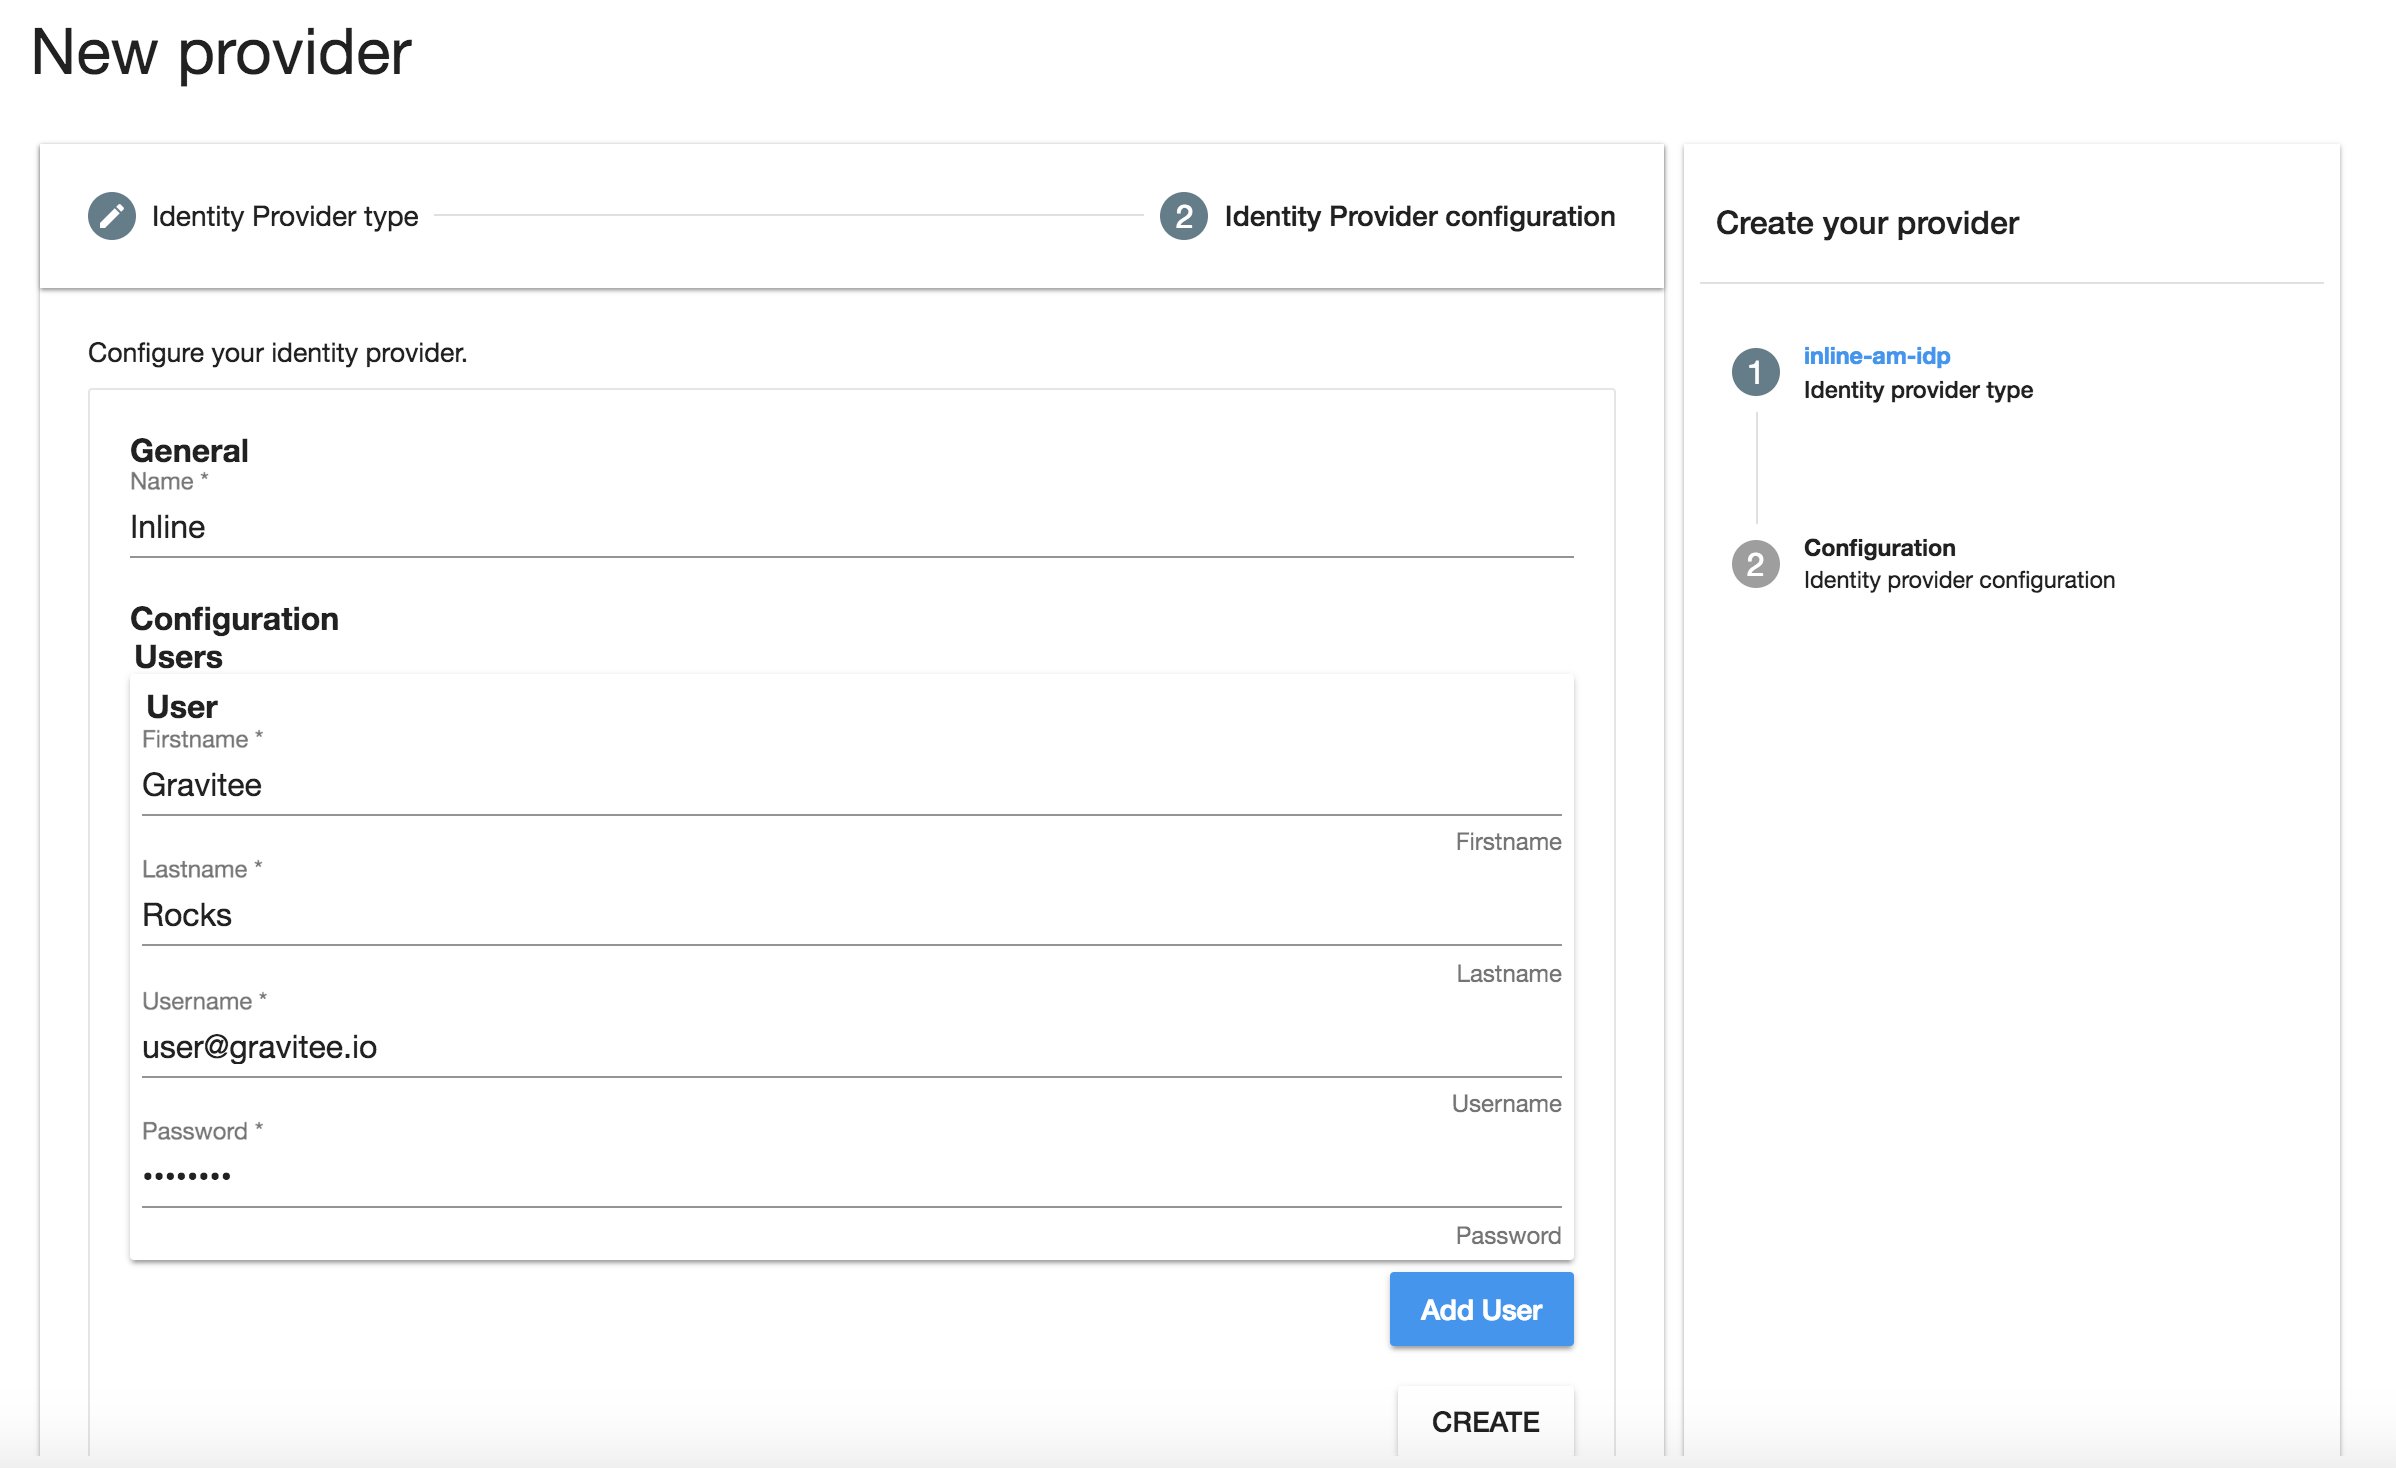 New provider
Identity Provider type
2 Identity Provider configuration
Configure your identity provider.
General
Name *
Inline
Configuration
Users
User
Firstname *
Gravitee
Firstname
Lastname *
Rocks
Lastname
Username *
user@gravitee.io
Username
Password *
••••••••
Password
Add User
CREATE
Create your provider
1 inline-am-idp
Identity provider type
2 Configuration
Identity provider configuration